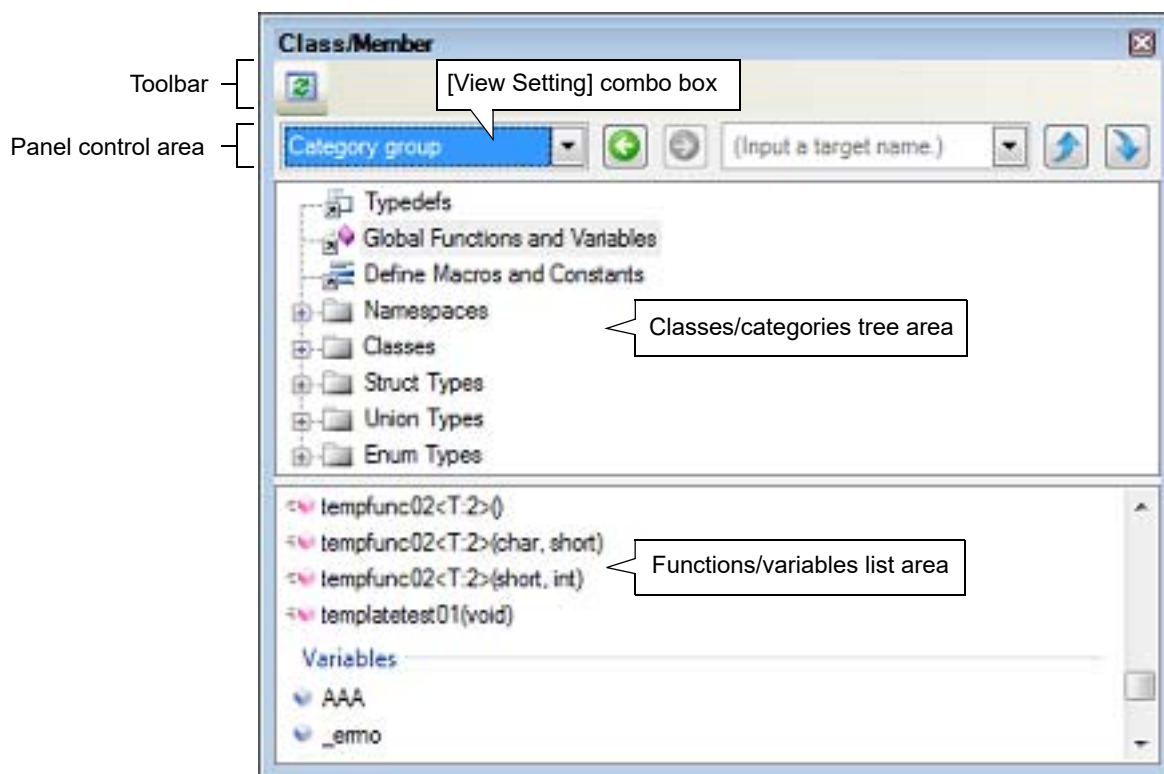 Class/Member
Toolbar
[View Setting] combo box
Panel control area
Category group
(Input a target name.)
Typedefs
Global Functions and Variables
Define Macros and Constants
Namespaces
Classes/categories tree area
Classes
Struct Types
Union Types
Enum Types
tempfunc02<T:2>()
tempfunc02<T:2>(char, short)
Functions/variables list area
tempfunc02<T:2>(short, int)
templatetest01(void)
Variables
AAA
_errno